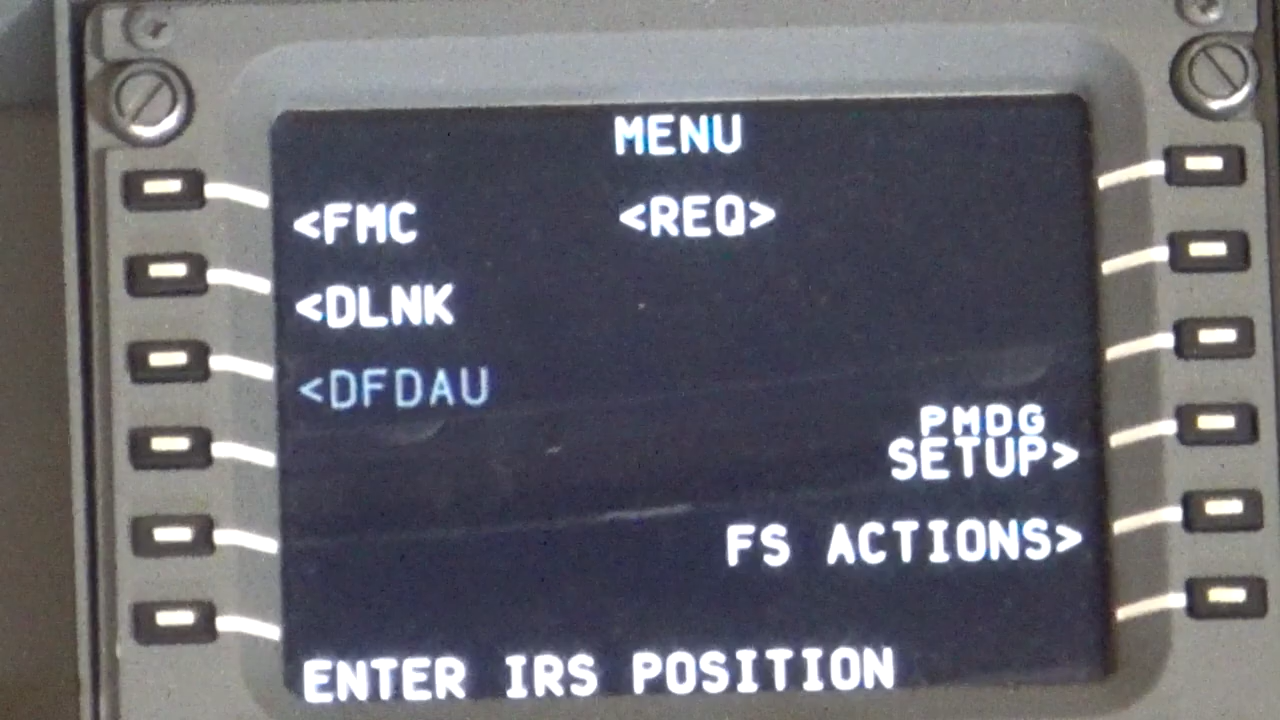 MENU
<FMC <REQ>
<DLNK
<DFDAU
PMDG
SETUP>
FS ACTIONS>
ENTER IRS POSITION